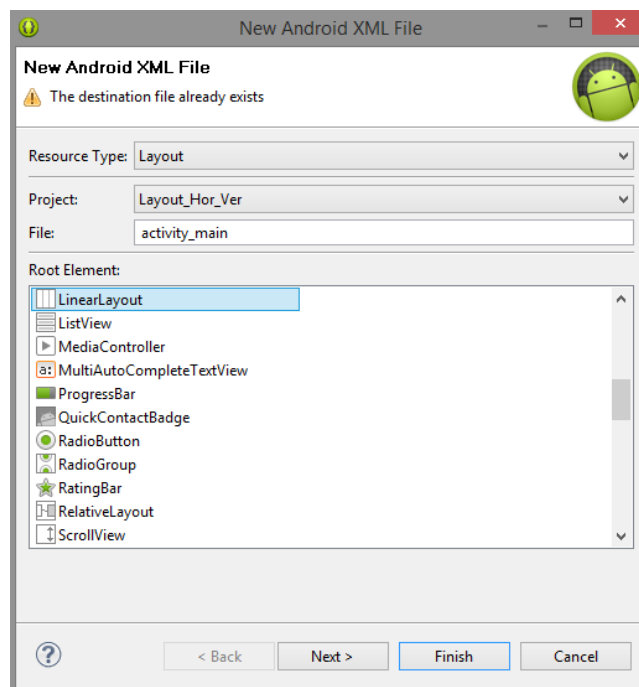 New Android XML File
New Android XML File
The destination file already exists
Resource Type: Layout
Project: Layout_Hor_Ver
File: activity_main
Root Element:
LinearLayout
ListView
MediaController
a: MultiAutoCompleteTextView
ProgressBar
QuickContactBadge
RadioButton
RadioGroup
RatingBar
RelativeLayout
ScrollView
? < Back Next > Finish Cancel